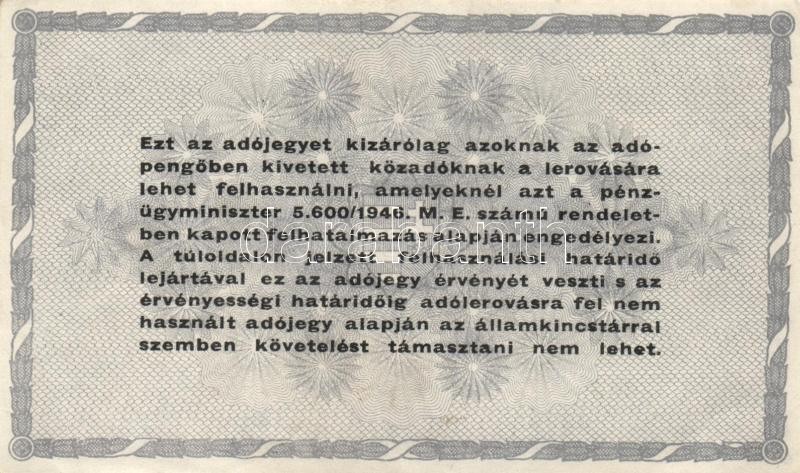 Ezt az adójegyet kizárólag azoknak az adó-
pengőben kivetett közadóknak a lerovására
lehet felhasználni, amelyeknél azt a pénz-
ügyminiszter 5.600/1946. M. E. számú rendelet-
ben kapott felhatalmazás alapján engedélyezi.
A túloldalon jelzett felhasználási határidő
lejártával ez az adójegy érvényét veszti s az
érvényességi határidőig adólerovásra fel nem
használt adójegy alapján az államkincstárral
szemben követelést támasztani nem lehet.
darabanth